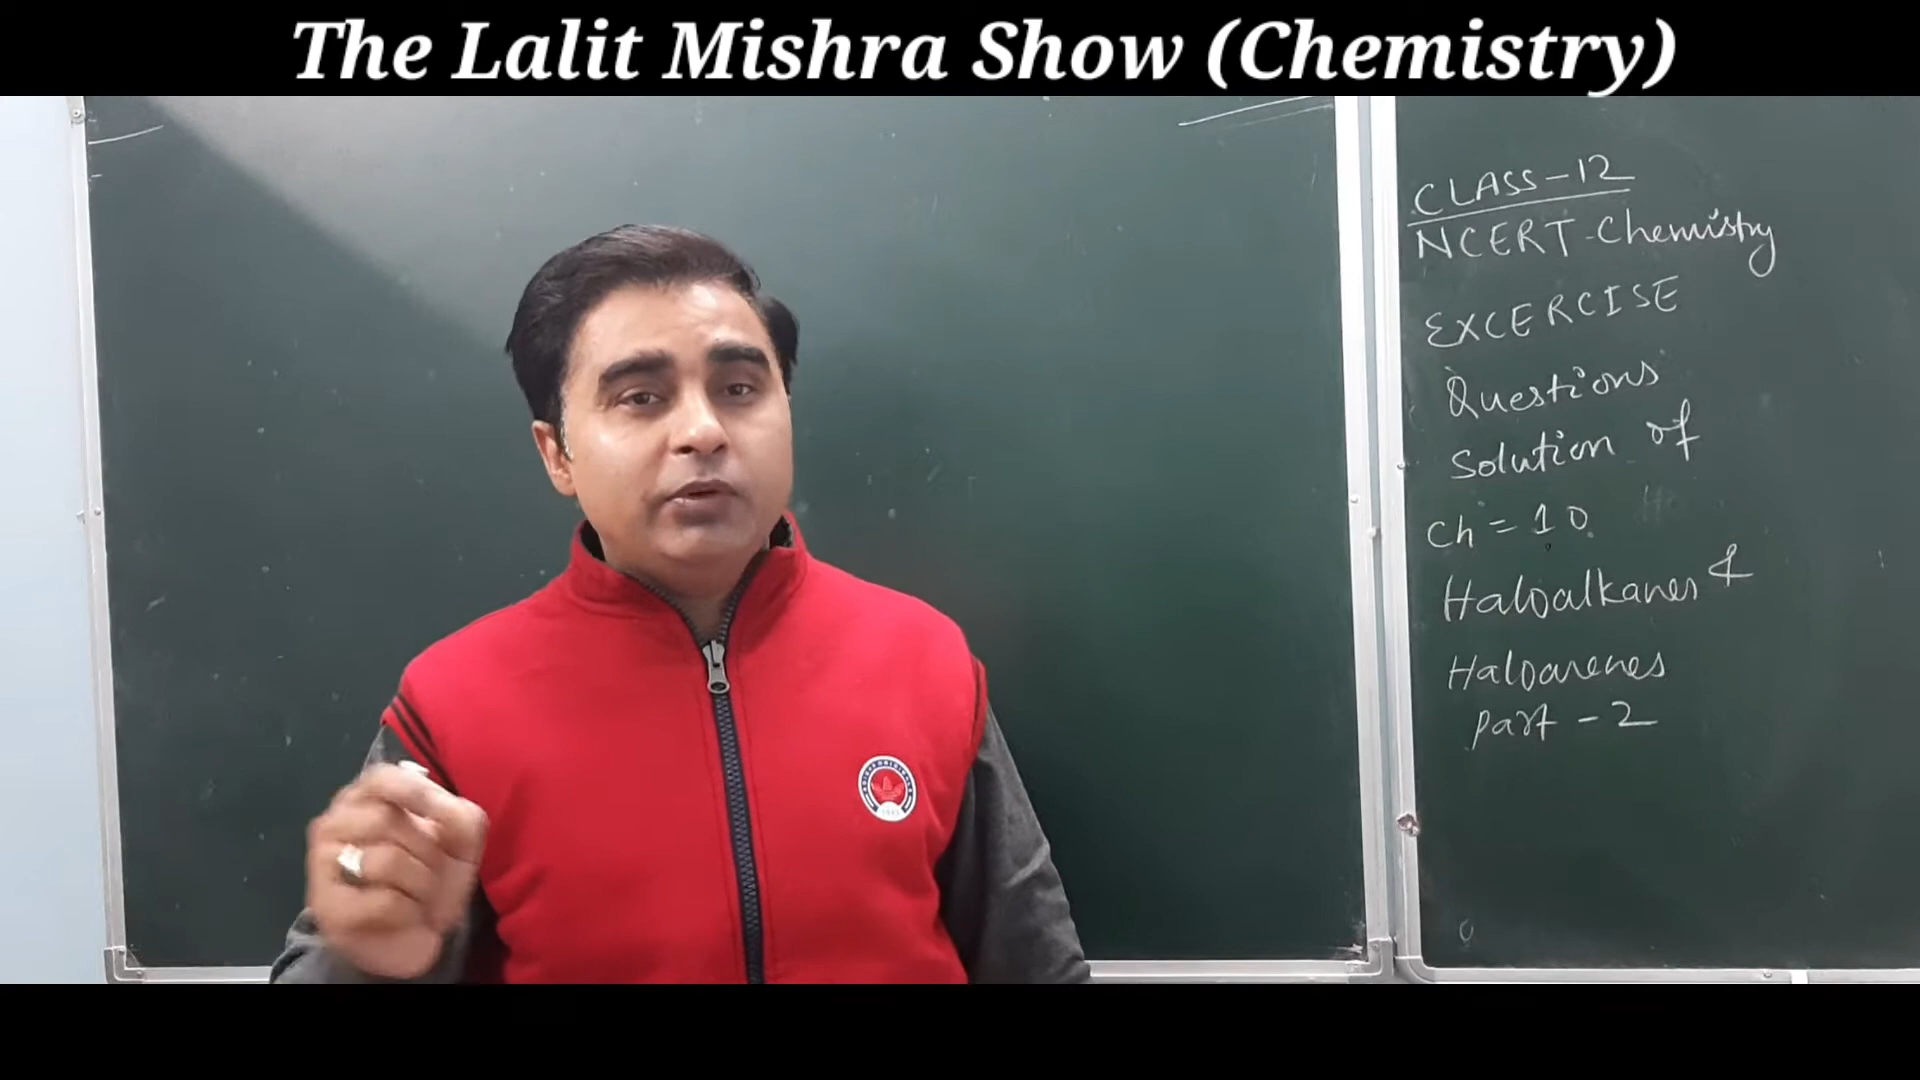 The Lalit Mishra Show (Chemistry)
CLASS-12
NCERT-Chemistry
EXCERCISE
Questions
Solution of
Ch = 10
Haloalkanes &
Haloarenes
part - 2